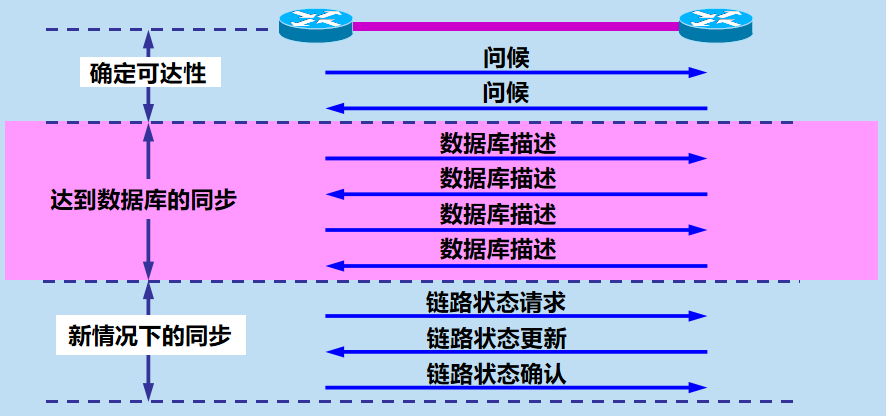 问候
确定可达性
问候
数据库描述
数据库描述
达到数据库的同步
数据库描述
数据库描述
链路状态请求
新情况下的同步
链路状态更新
链路状态确认